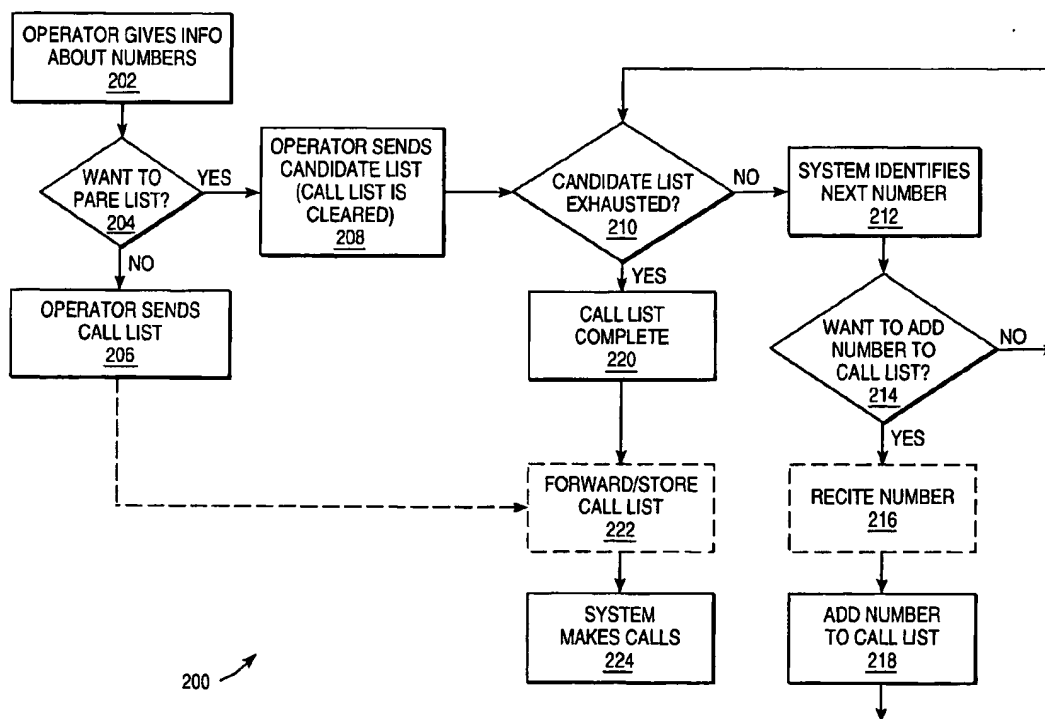 OPERATOR GIVES INFO
ABOUT NUMBERS
202
WANT TO
PARE LIST?
204
YES
NO
OPERATOR SENDS
CALL LIST
206
OPERATOR SENDS
CANDIDATE LIST
(CALL LIST IS
CLEARED)
208
CANDIDATE LIST
EXHAUSTED?
210
NO
YES
SYSTEM IDENTIFIES
NEXT NUMBER
212
WANT TO ADD
NUMBER TO
CALL LIST?
214
NO
YES
RECITE NUMBER
216
ADD NUMBER
TO CALL LIST
218
CALL LIST
COMPLETE
220
FORWARD/STORE
CALL LIST
222
SYSTEM
MAKES CALLS
224
200